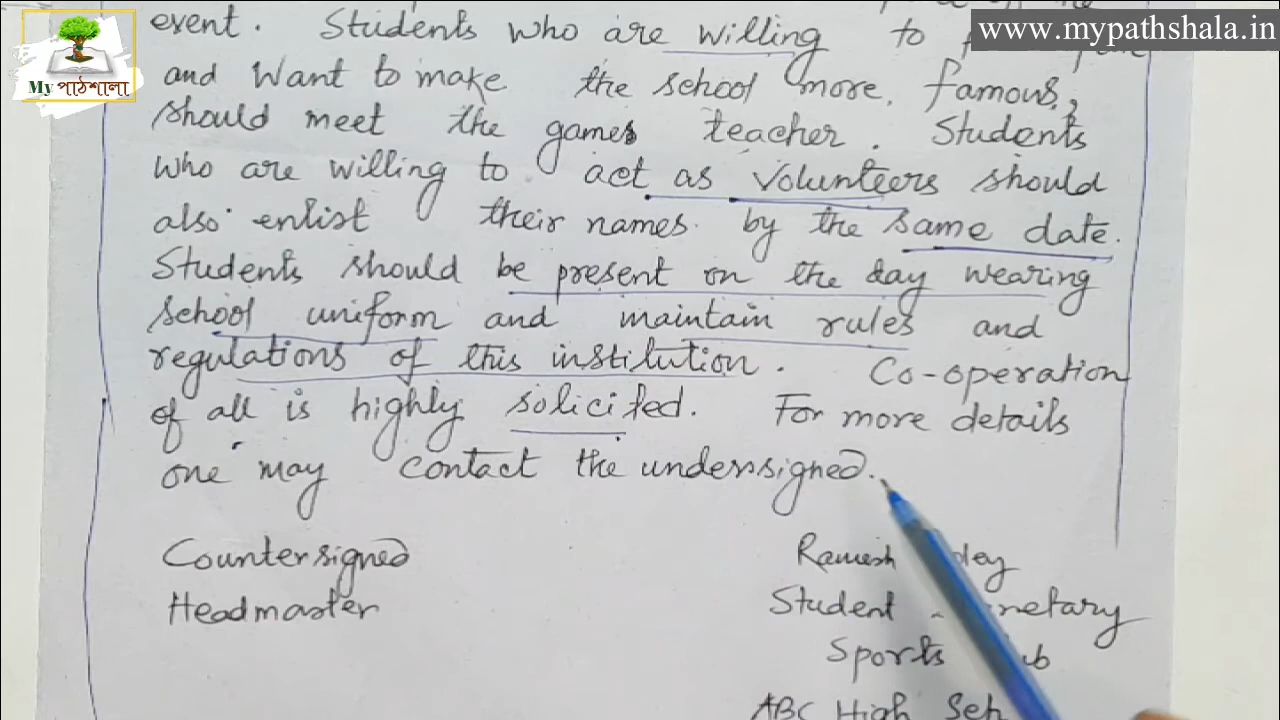 www.mypathshala.in
My পাঠশালা
event. Students who are willing to
and want to make the school more famous,
should meet the games teacher. Students
who are willing to act as volunteers should
also enlist their names by the same date.
Students should be present on the day wearing
school uniform and maintain rules and
regulations of this institution. Co-operation
of all is highly solicited. For more details
one may contact the undersigned.
Countersigned
Headmaster
Ramesh
Student
Sports
ABC High Sch